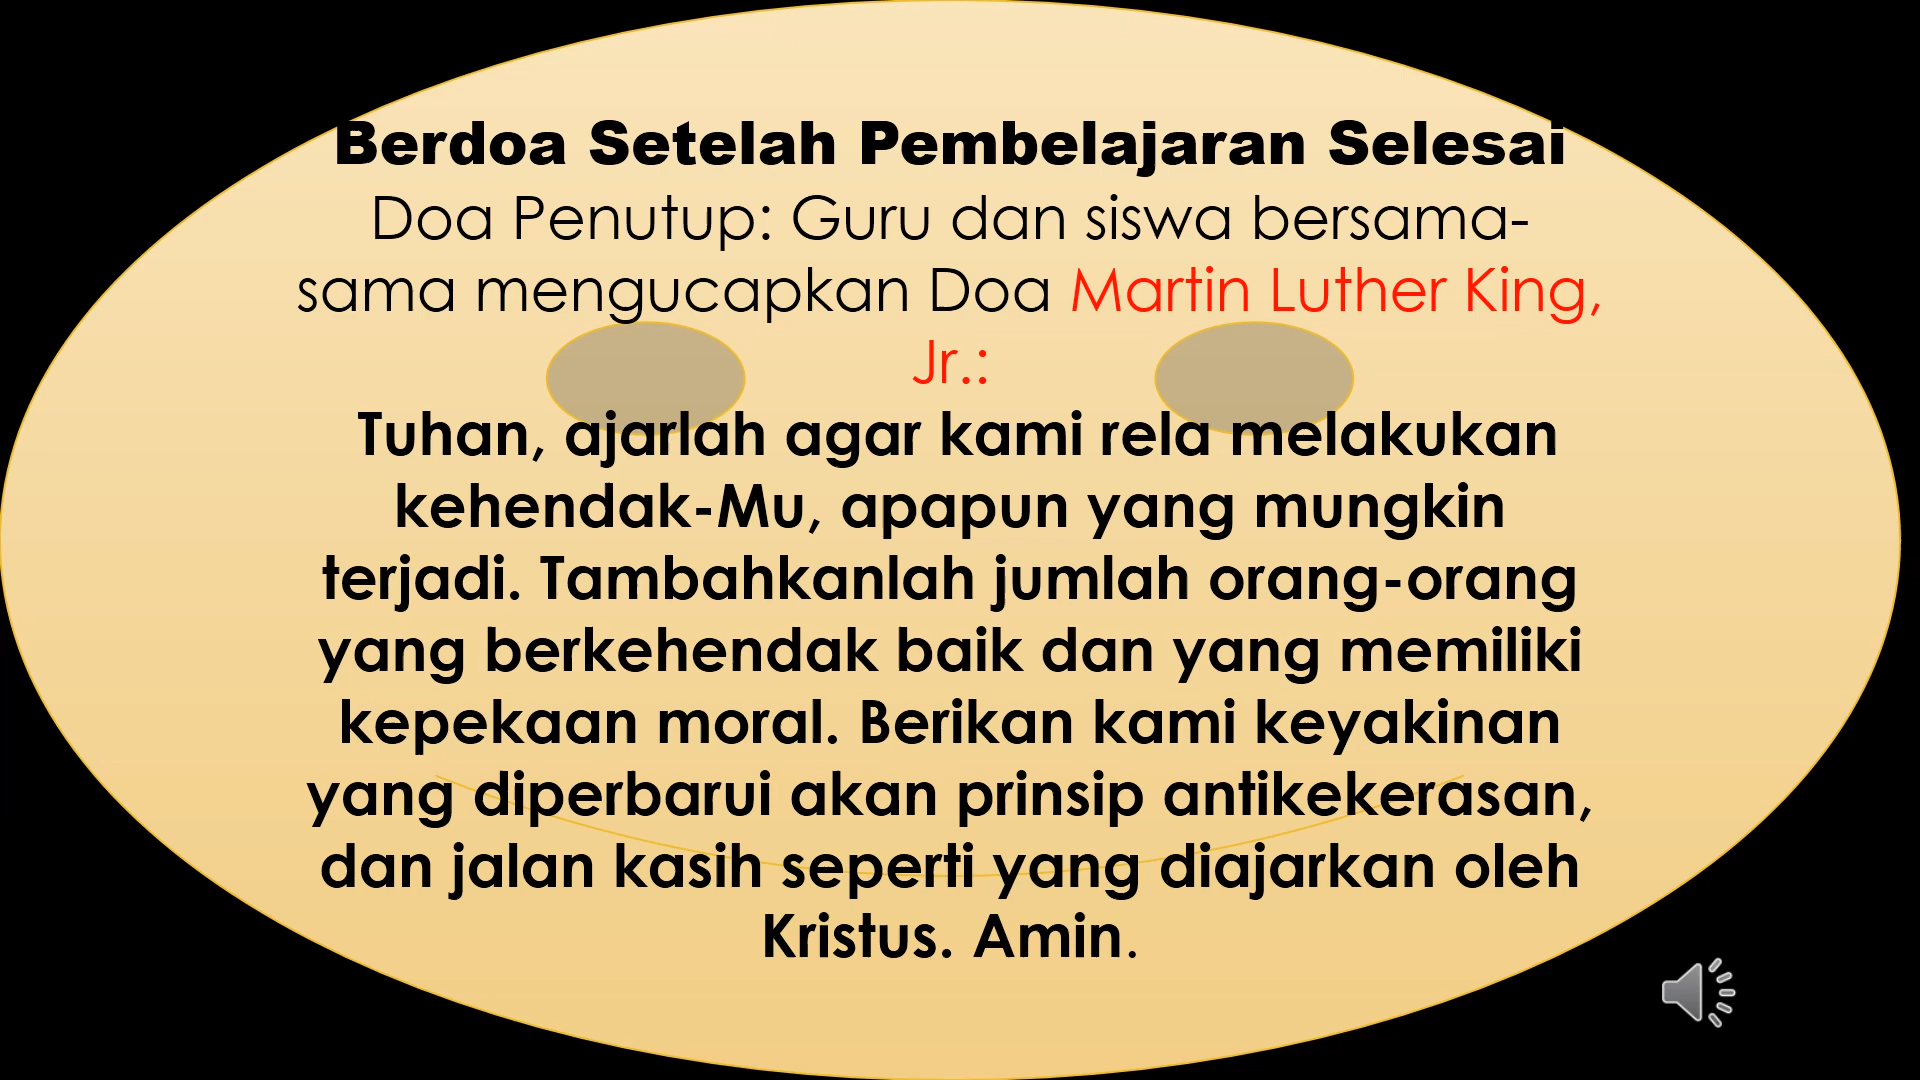 Berdoa Setelah Pembelajaran Selesai
Doa Penutup: Guru dan siswa bersama-
sama mengucapkan Doa Martin Luther King,
Jr.:
Tuhan, ajarlah agar kami rela melakukan
kehendak-Mu, apapun yang mungkin
terjadi. Tambahkanlah jumlah orang-orang
yang berkehendak baik dan yang memiliki
kepekaan moral. Berikan kami keyakinan
yang diperbarui akan prinsip antikekerasan,
dan jalan kasih seperti yang diajarkan oleh
Kristus. Amin.